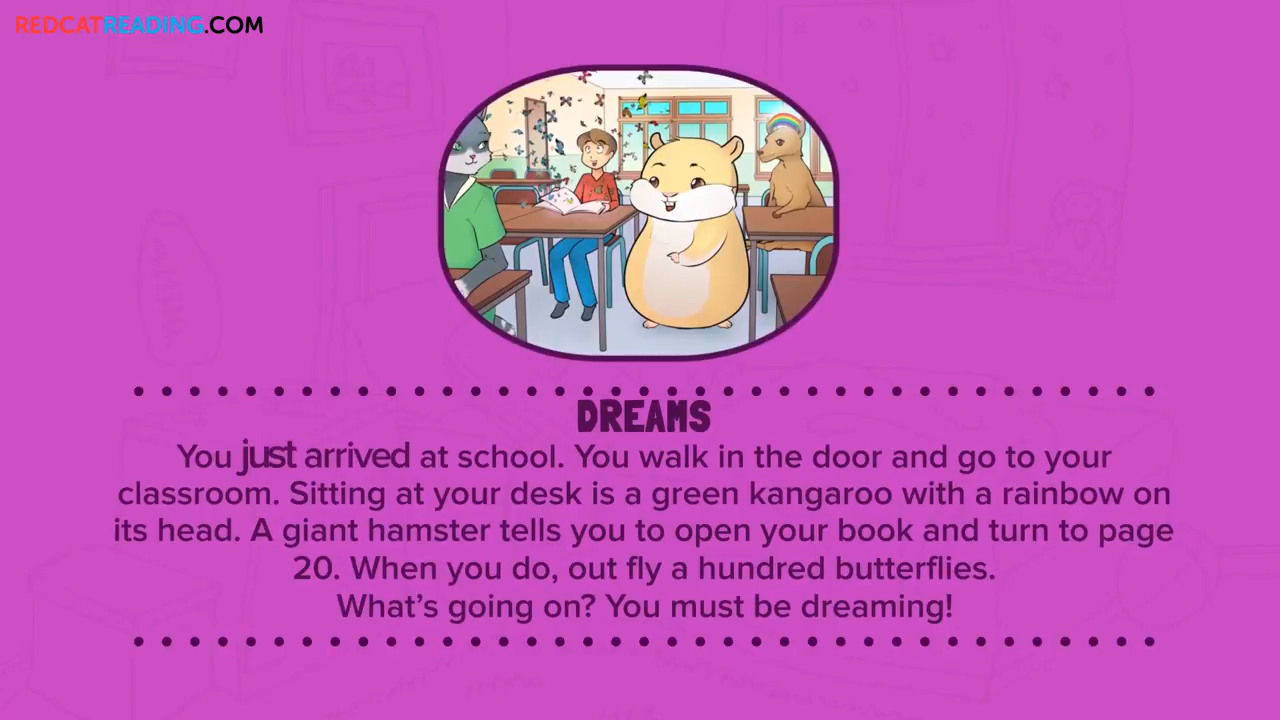 REDCATREADING.COM
DREAMS
You just arrived at school. You walk in the door and go to your
classroom. Sitting at your desk is a green kangaroo with a rainbow on
its head. A giant hamster tells you to open your book and turn to page
20. When you do, out fly a hundred butterflies.
What’s going on? You must be dreaming!